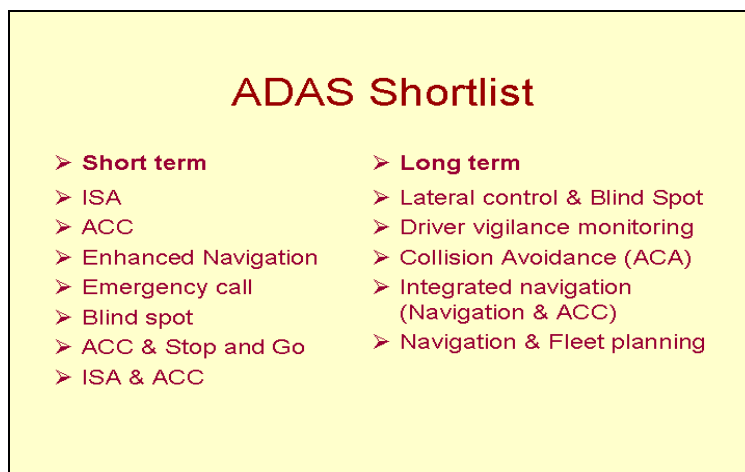 ADAS Shortlist
➢ Short term
➢ ISA
➢ ACC
➢ Enhanced Navigation
➢ Emergency call
➢ Blind spot
➢ ACC & Stop and Go
➢ ISA & ACC
➢ Long term
➢ Lateral control & Blind Spot
➢ Driver vigilance monitoring
➢ Collision Avoidance (ACA)
➢ Integrated navigation
(Navigation & ACC)
➢ Navigation & Fleet planning